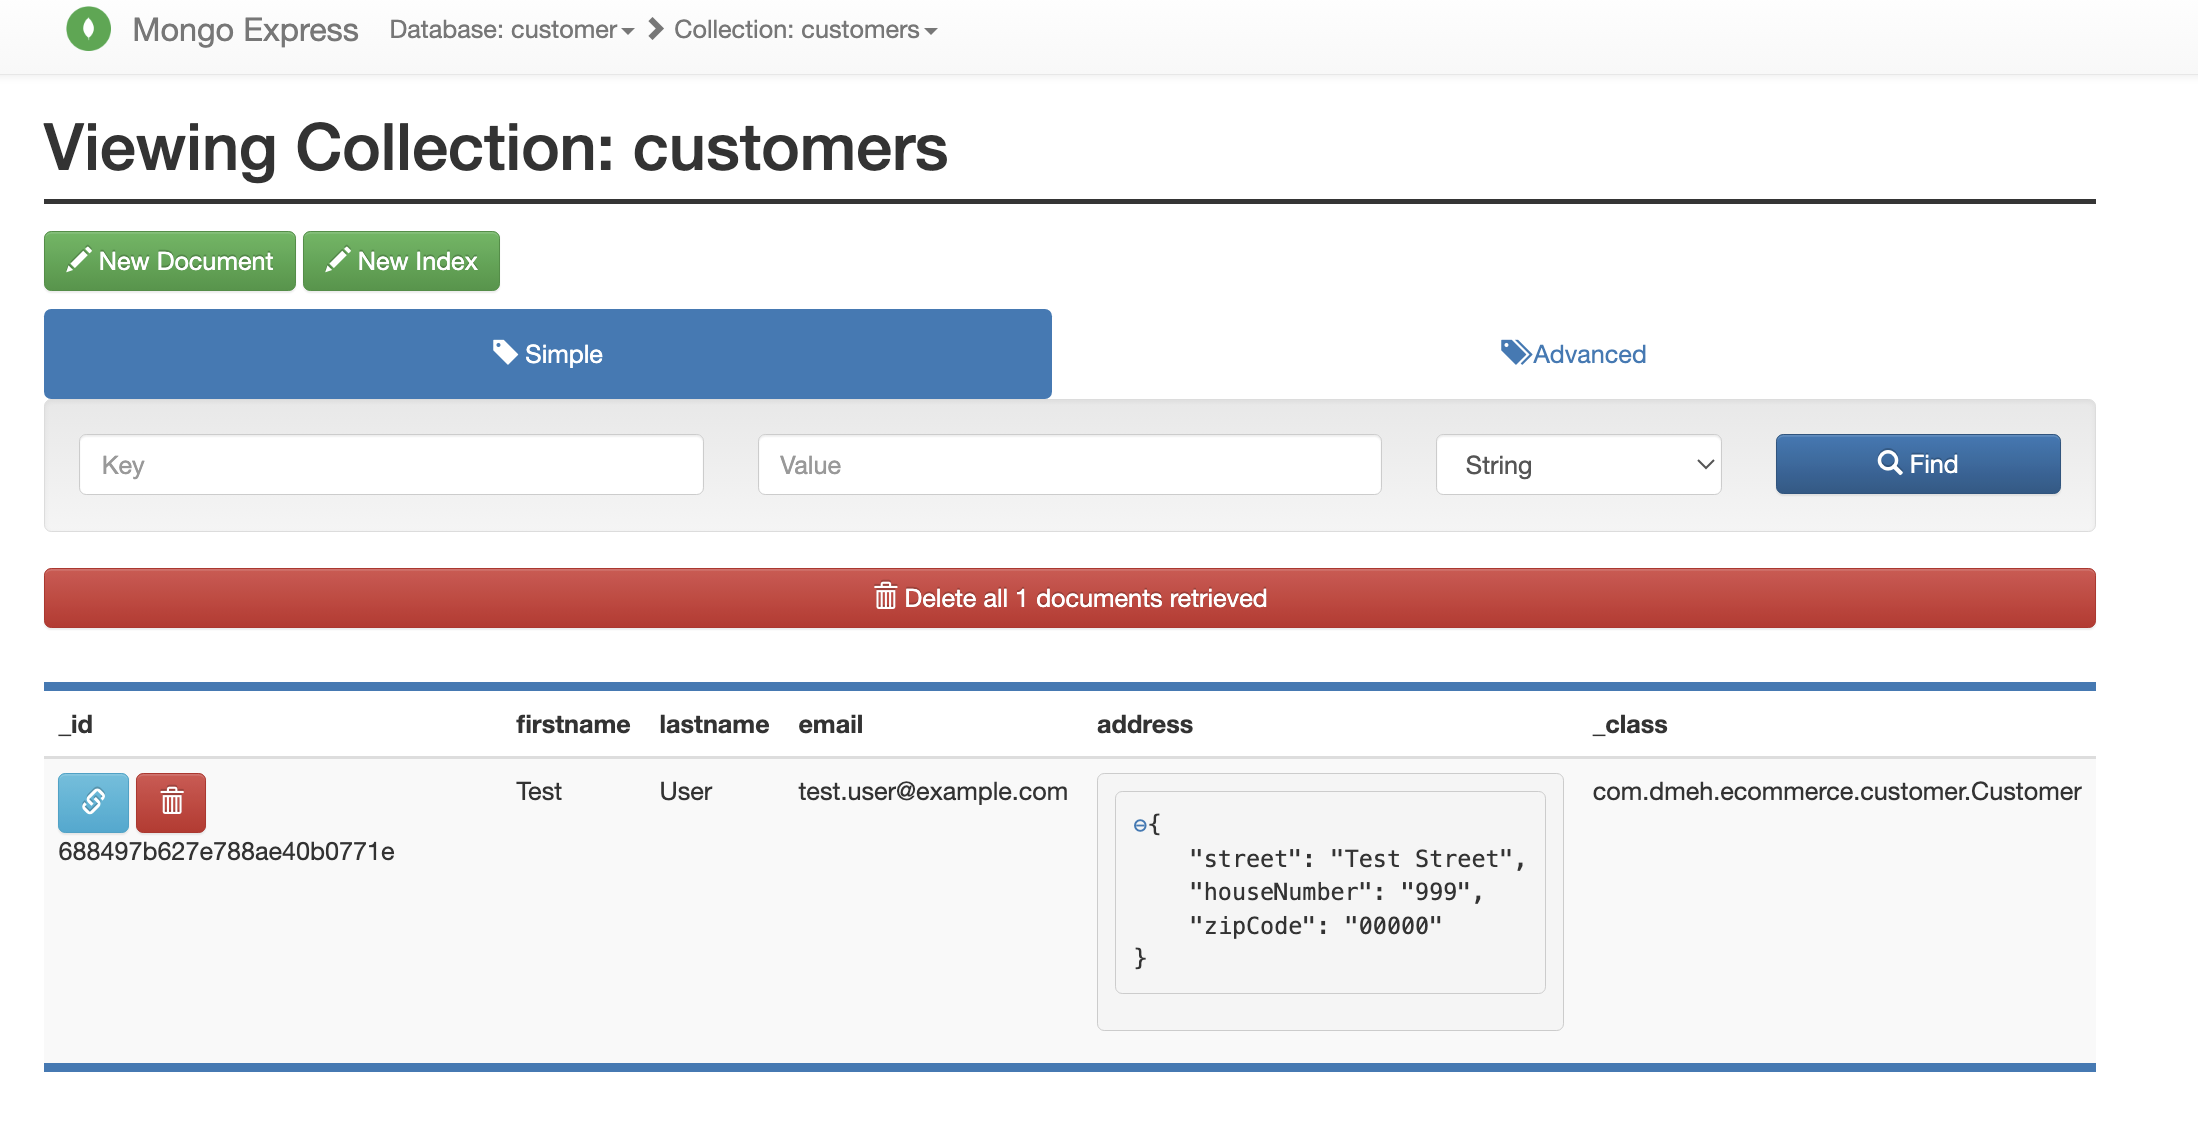 Mongo Express Database: customer Collection: customers
Viewing Collection: customers
New Document New Index
Simple Advanced
Key Value String Find
Delete all 1 documents retrieved
_id firstname lastname email address _class
Test User test.user@example.com com.dmeh.ecommerce.customer.Customer
688497b627e788ae40b0771e
{
"street": "Test Street",
"houseNumber": "999",
"zipCode": "00000"
}